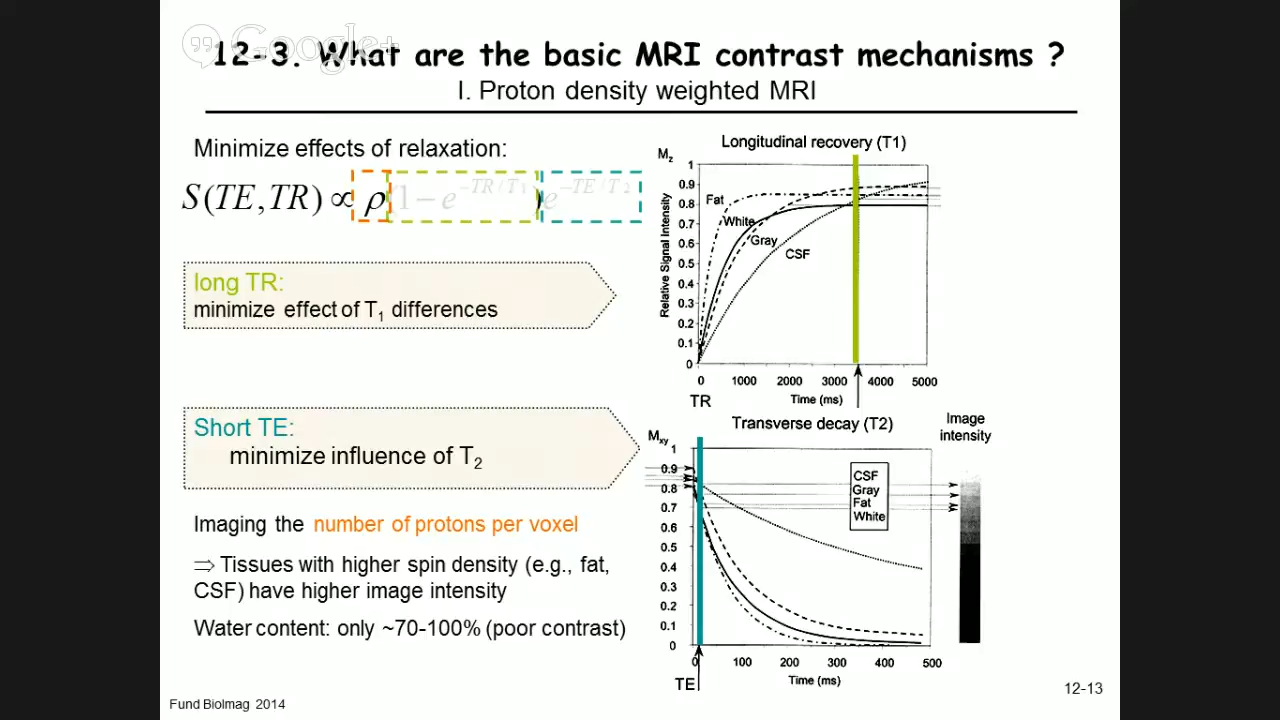 Google+
12-3. What are the basic MRI contrast mechanisms ?
I. Proton density weighted MRI
Minimize effects of relaxation:
S(TE,TR) ∝ ρ(1 − e^{−TR/T1})e^{−TE/T2}
long TR:
minimize effect of T1 differences
Short TE:
minimize influence of T2
Imaging the number of protons per voxel
⇒ Tissues with higher spin density (e.g., fat,
CSF) have higher image intensity
Water content: only ~70-100% (poor contrast)
Fund BioImag 2014
Longitudinal recovery (T1)
Mz
Relative Signal Intensity
1
0.9
0.8
0.7
0.6
0.5
0.4
0.3
0.2
0.1
0
Fat
White
Gray
CSF
0 1000 2000 3000 4000 5000
TR
Time (ms)
Transverse decay (T2)
Image
intensity
Mxy
1
0.9
0.8
0.7
0.6
0.5
0.4
0.3
0.2
0.1
0
CSF
Gray
Fat
White
0 100 200 300 400 500
TE
Time (ms)
12-13